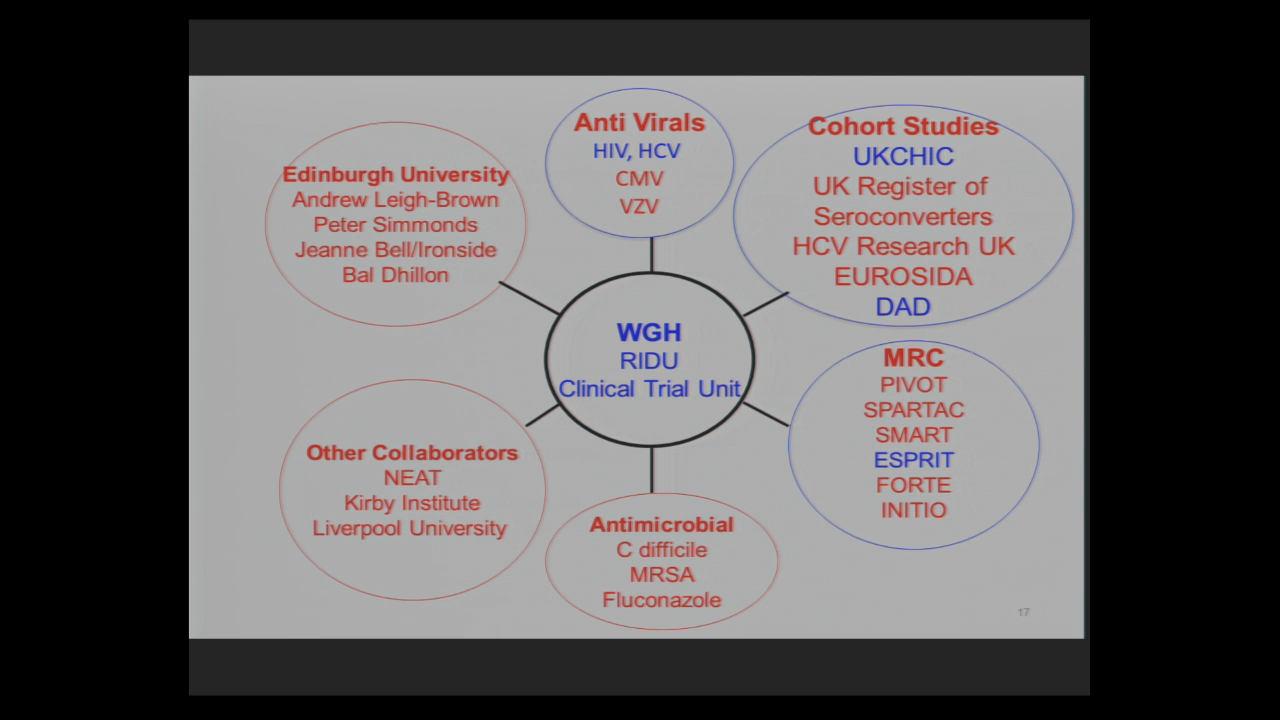 Anti Virals
HIV, HCV
CMV
VZV
Cohort Studies
UKCHIC
UK Register of
Seroconverters
HCV Research UK
EUROSIDA
DAD
Edinburgh University
Andrew Leigh-Brown
Peter Simmonds
Jeanne Bell/Ironside
Bal Dhillon
WGH
RIDU
Clinical Trial Unit
MRC
PIVOT
SPARTAC
SMART
ESPRIT
FORTE
INITIO
Other Collaborators
NEAT
Kirby Institute
Liverpool University
Antimicrobial
C difficile
MRSA
Fluconazole
17